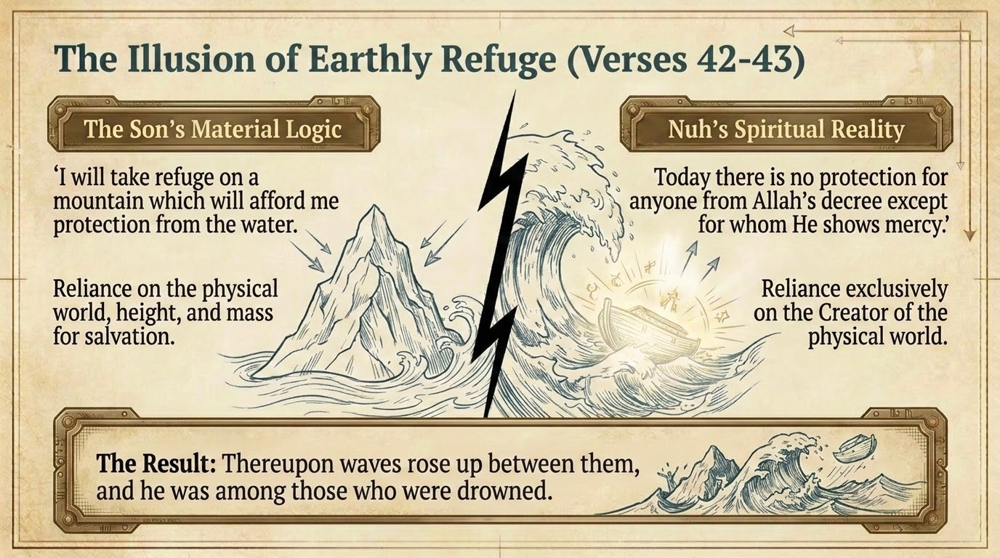 The Illusion of Earthly Refuge (Verses 42-43)
The Son's Material Logic
'I will take refuge on a
mountain which will afford me
protection from the water.
Reliance on the physical
world, height, and mass
for salvation.
Nuh's Spiritual Reality
Today there is no protection for
anyone from Allah's decree except
for whom He shows mercy.'
Reliance exclusively
on the Creator of the
physical world.
The Result: Thereupon waves rose up between them,
and he was among those who were drowned.